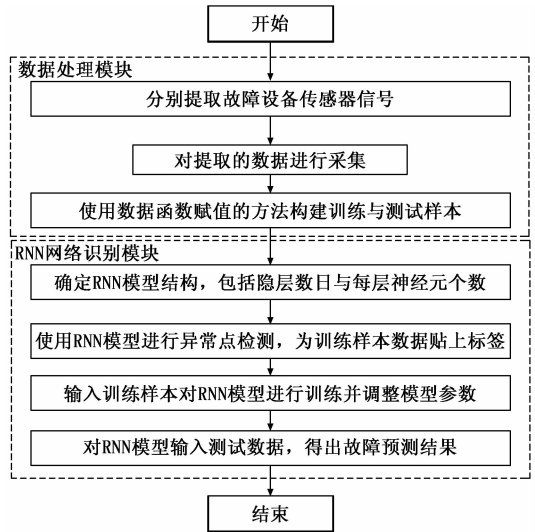 开始
数据处理模块
分别提取故障设备传感器信号
对提取的数据进行采集
使用数据函数赋值的方法构建训练与测试样本
RNN网络识别模块
确定RNN模型结构，包括隐层数日与每层神经元个数
使用RNN模型进行异常点检测，为训练样本数据贴上标签
输入训练样本对RNN模型进行训练并调整模型参数
对RNN模型输入测试数据，得出故障预测结果
结束